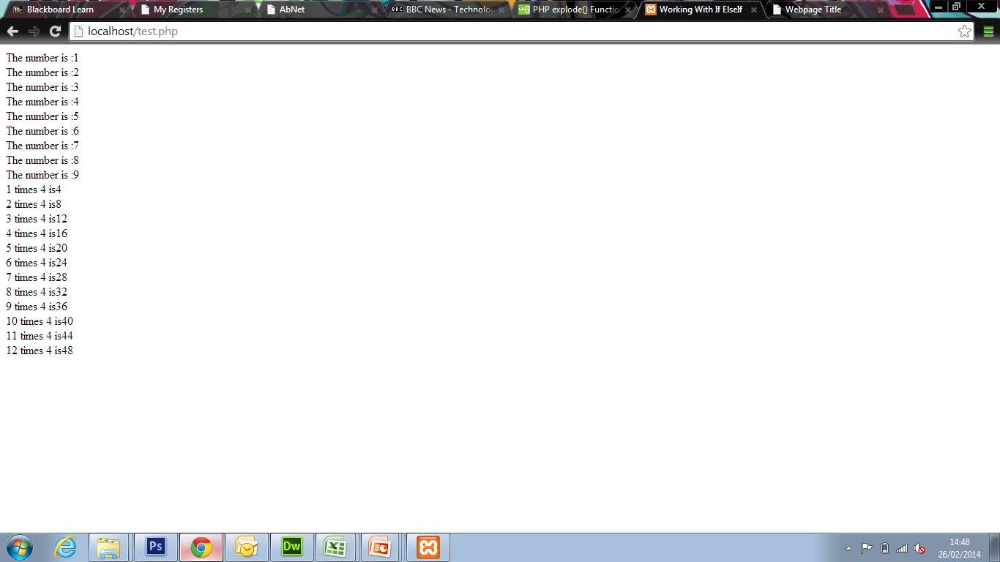 Blackboard Learn
My Registers
AbNet
BBC News - Technolo
PHP explode() Functio
Working With If ElseIf
Webpage Title
localhost/test.php
The number is :1
The number is :2
The number is :3
The number is :4
The number is :5
The number is :6
The number is :7
The number is :8
The number is :9
1 times 4 is4
2 times 4 is8
3 times 4 is12
4 times 4 is16
5 times 4 is20
6 times 4 is24
7 times 4 is28
8 times 4 is32
9 times 4 is36
10 times 4 is40
11 times 4 is44
12 times 4 is48
Ps
Dw
14:48
26/02/2014